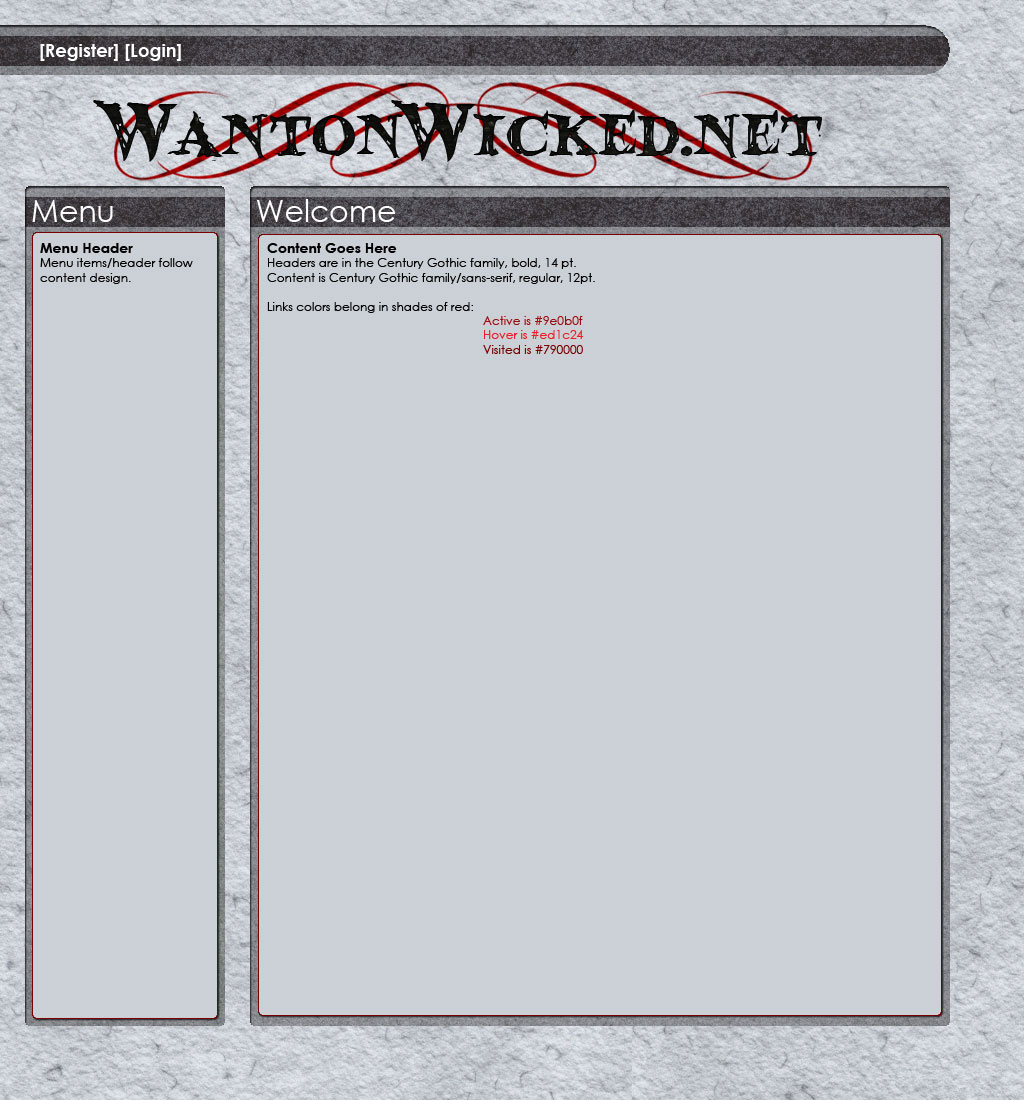 [Register] [Login]
WantonWicked.net
Menu
Menu Header
Menu items/header follow
content design.
Welcome
Content Goes Here
Headers are in the Century Gothic family, bold, 14 pt.
Content is Century Gothic family/sans-serif, regular, 12pt.
Links colors belong in shades of red:
Active is #9e0b0f
Hover is #ed1c24
Visited is #790000